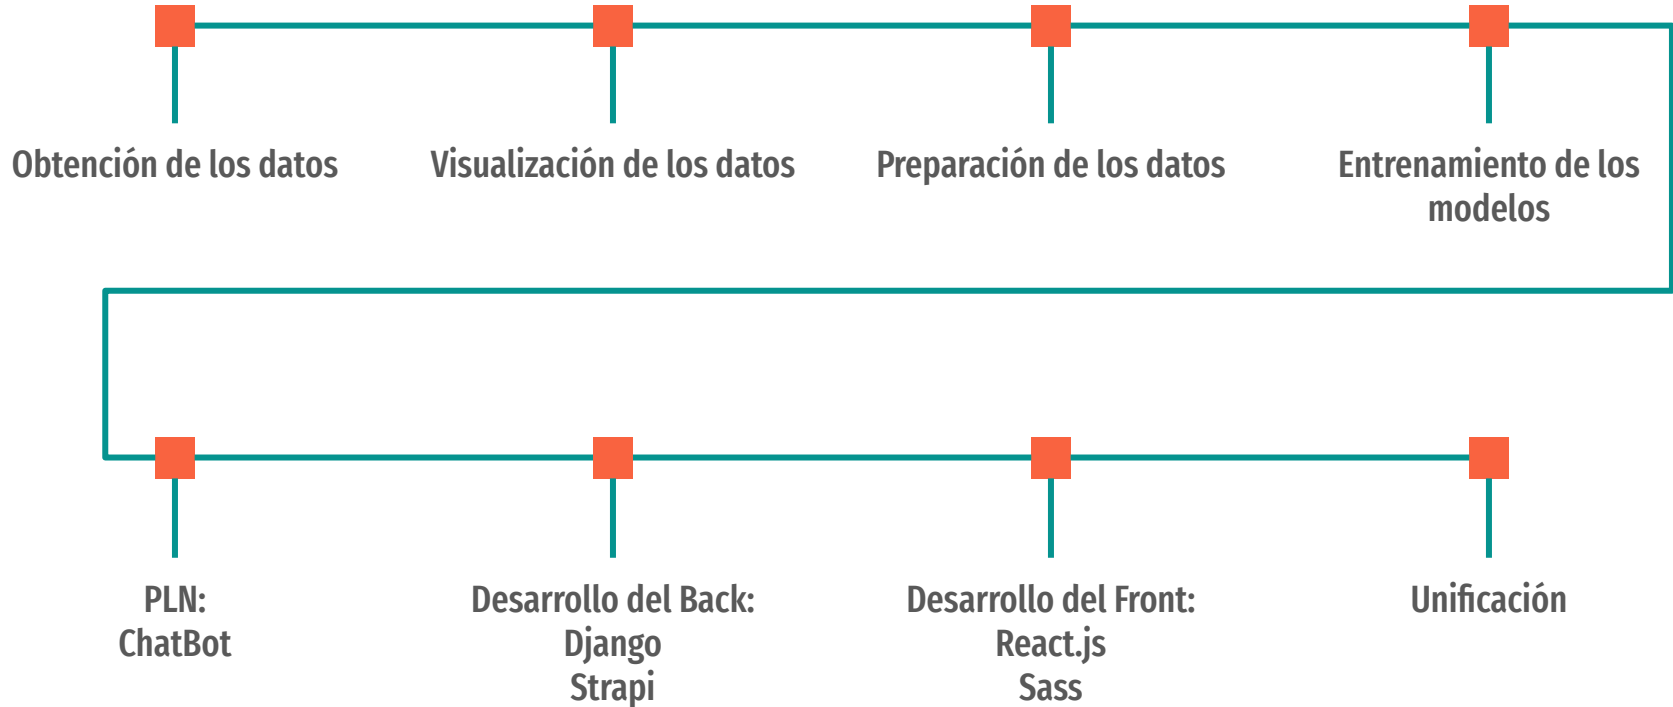 Obtención de los datos
Visualización de los datos
Preparación de los datos
Entrenamiento de los
modelos
PLN:
ChatBot
Desarrollo del Back:
Django
Strapi
Desarrollo del Front:
React.js
Sass
Unificación